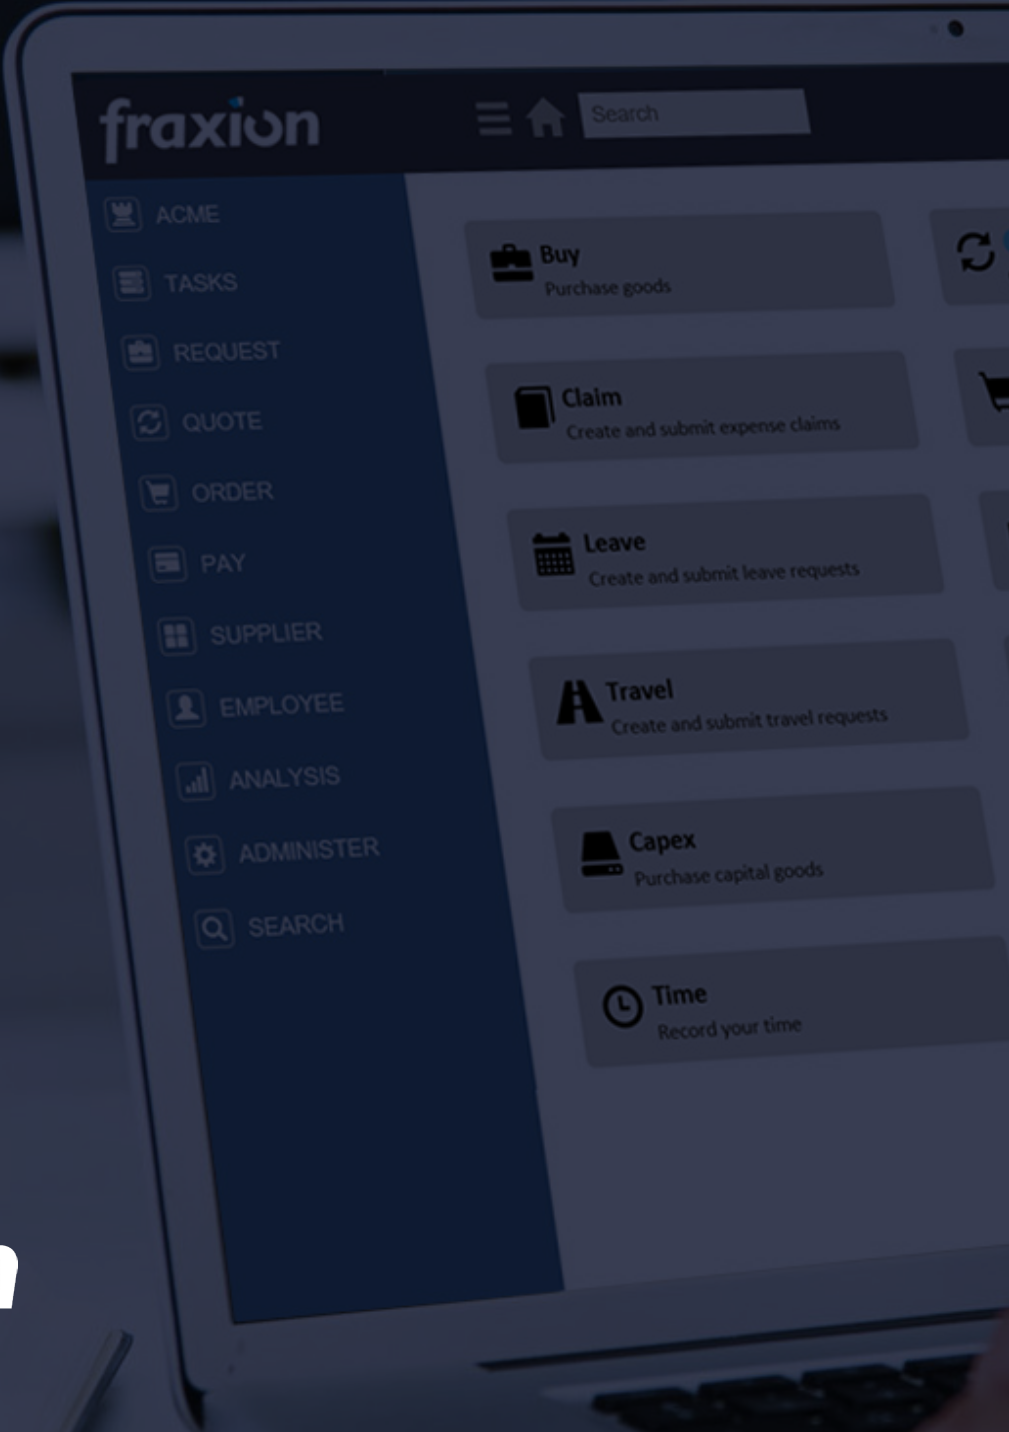 fraxion
Search
ACME
TASKS
REQUEST
QUOTE
ORDER
PAY
SUPPLIER
EMPLOYEE
ANALYSIS
ADMINISTER
SEARCH
Buy
Purchase goods
Claim
Create and submit expense claims
Leave
Create and submit leave requests
Travel
Create and submit travel requests
Capex
Purchase capital goods
Time
Record your time